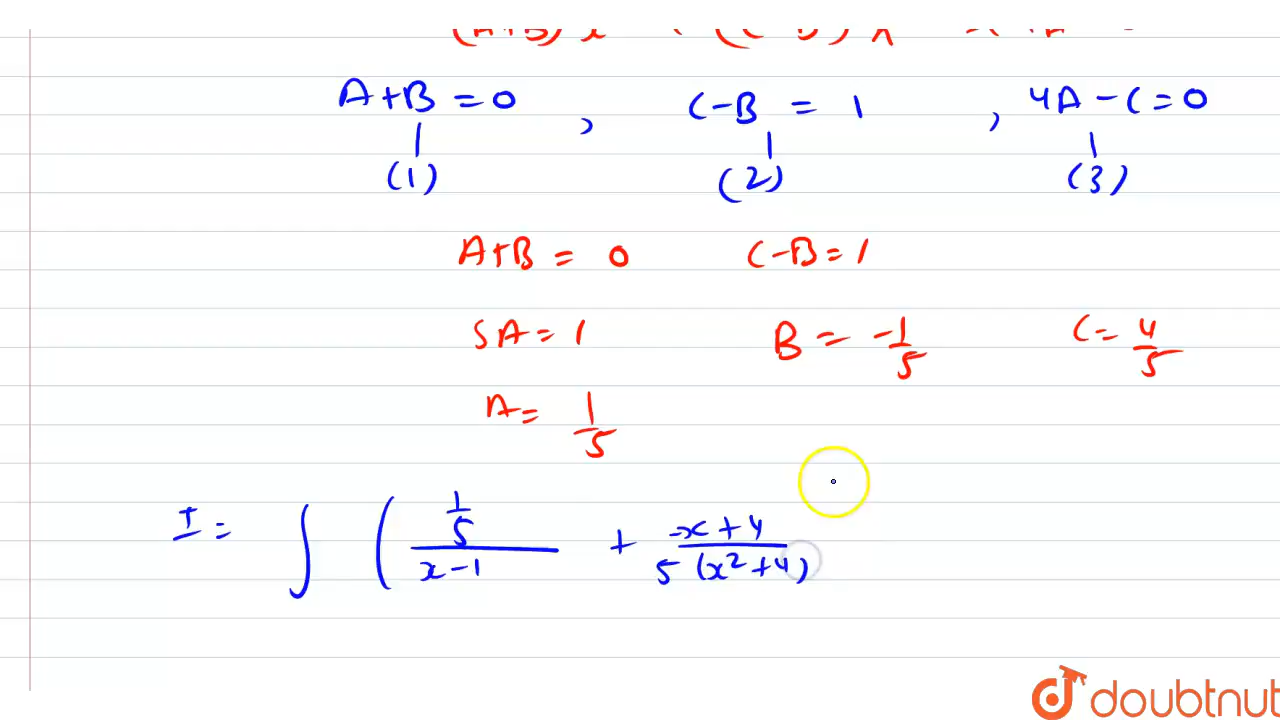 A+B = 0 , C-B = 1 , 4A-C=0
(1) (2) (3)
A+B = 0 C-B=1
5A=1 B = -1/5 C= 4/5
A= 1/5
I = ∫ ( 1/5 / x-1 + -x+4 / 5(x²+4)
doubtnut